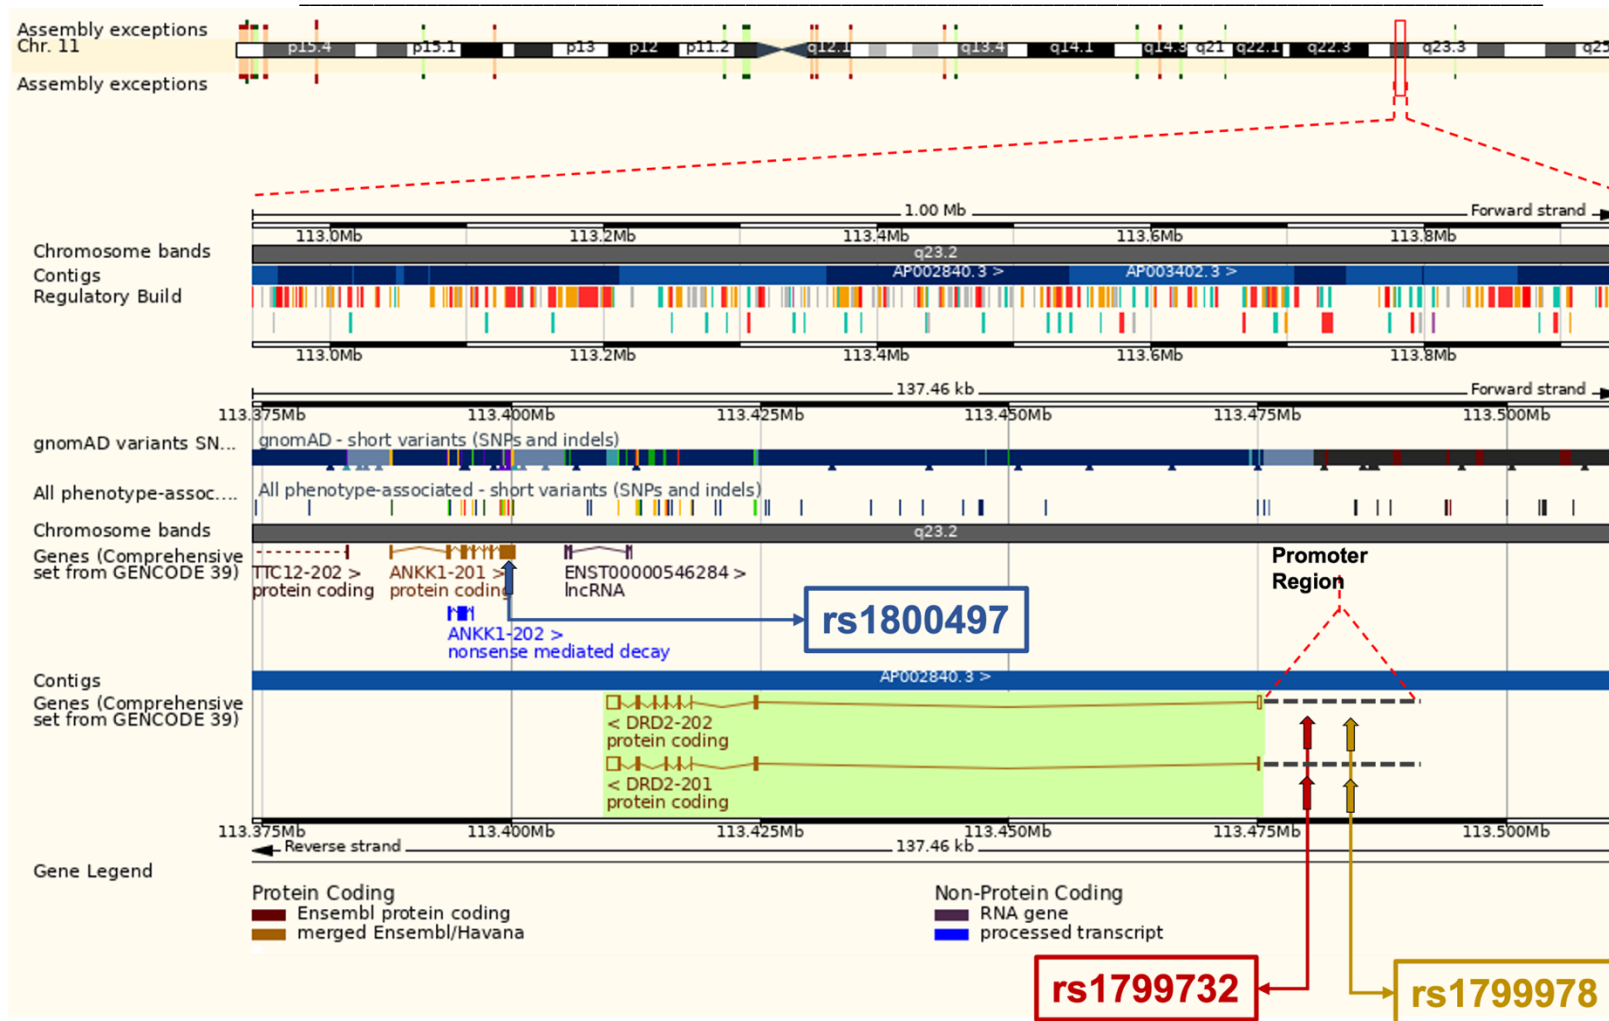 Assembly exceptions
Chr. 11
p15.4 p15.1 p13 p12 p11.2 q12.1 q13.4 q14.1 q14.3 q21 q22.1 q22.3 q23.3 q25
Assembly exceptions
1.00 Mb Forward strand
113.0Mb 113.2Mb 113.4Mb 113.6Mb 113.8Mb
Chromosome bands q23.2
Contigs AP002840.3 > AP003402.3 >
Regulatory Build
113.0Mb 113.2Mb 113.4Mb 113.6Mb 113.8Mb
137.46 kb Forward strand
113.375Mb 113.400Mb 113.425Mb 113.450Mb 113.475Mb 113.500Mb
gnomAD variants SN... gnomAD - short variants (SNPs and indels)
All phenotype-assoc.... All phenotype-associated - short variants (SNPs and indels)
Chromosome bands q23.2
Genes (Comprehensive
set from GENCODE 39)
TTC12-202 >
protein coding
ANKK1-201 >
protein coding
ENST00000546284 >
lncRNA
Promoter
Region
rs1800497
ANKK1-202 >
nonsense mediated decay
Contigs AP002840.3 >
Genes (Comprehensive
set from GENCODE 39)
< DRD2-202
protein coding
< DRD2-201
protein coding
113.375Mb 113.400Mb 113.425Mb 113.450Mb 113.475Mb 113.500Mb
Reverse strand 137.46 kb
Gene Legend
Protein Coding
Ensembl protein coding
merged Ensembl/Havana
Non-Protein Coding
RNA gene
processed transcript
rs1799732
rs1799978